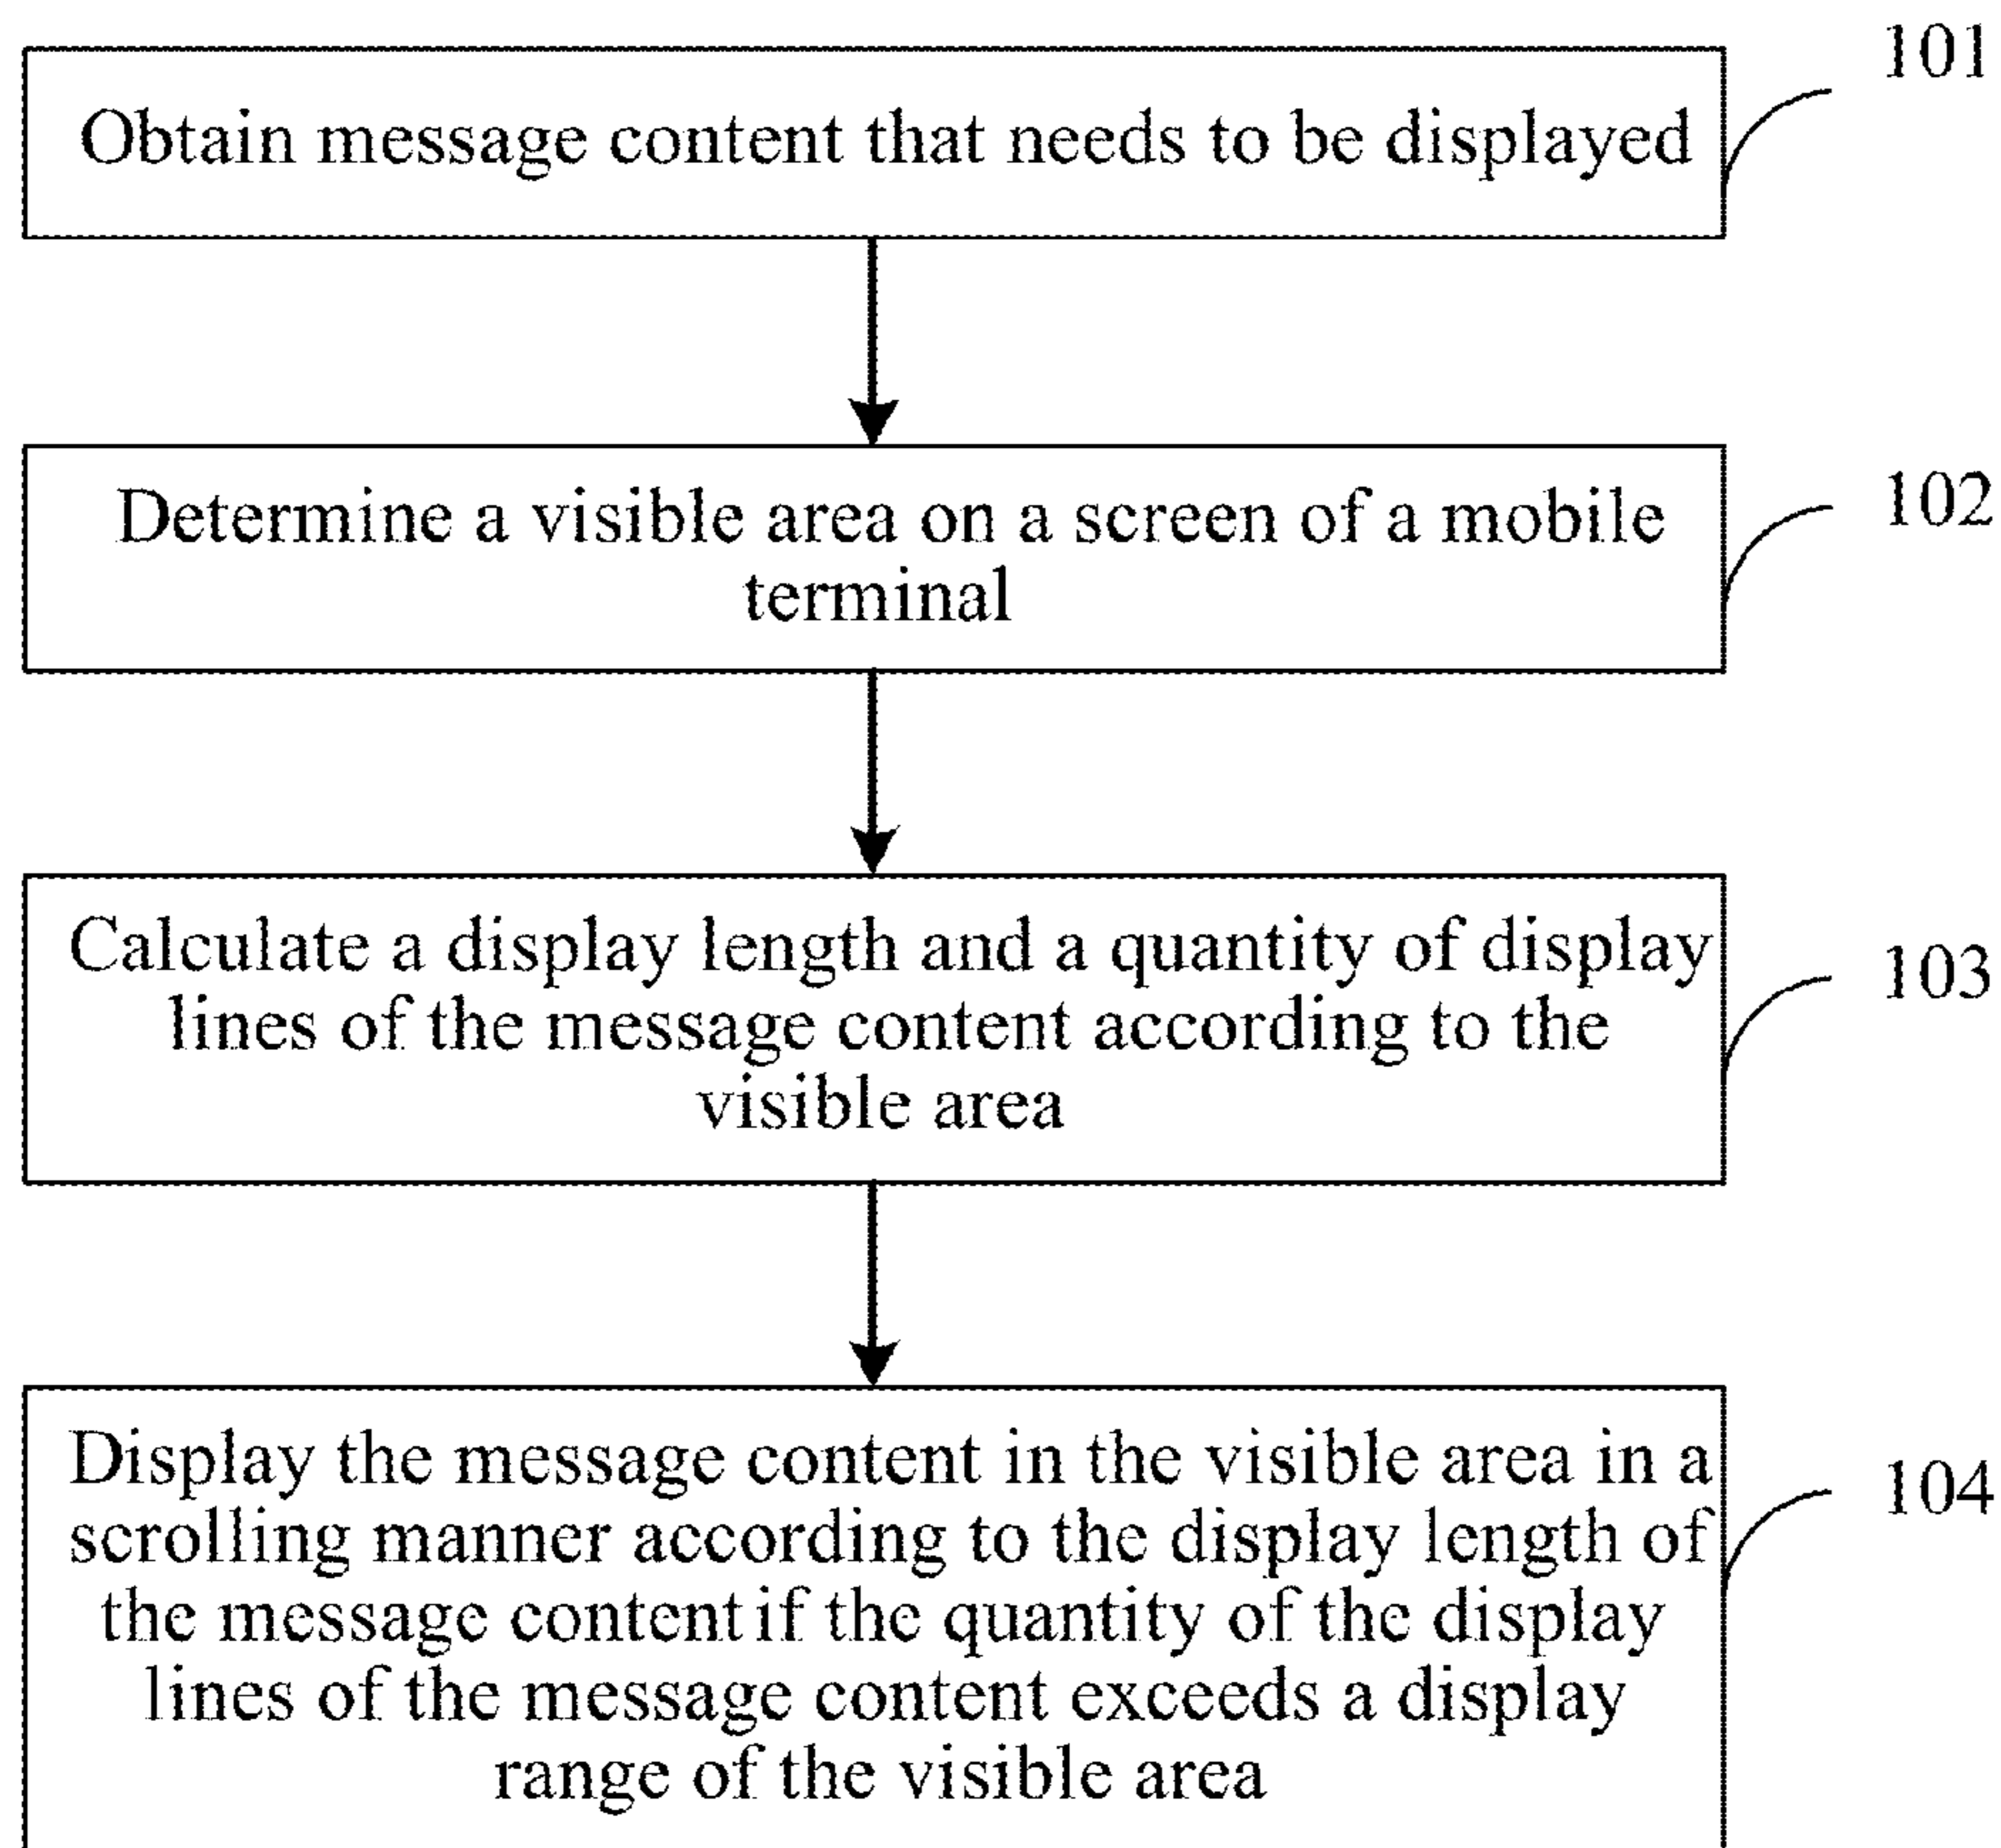 101
Obtain message content that needs to be displayed
102
Determine a visible area on a screen of a mobile
terminal
103
Calculate a display length and a quantity of display
lines of the message content according to the
visible area
104
Display the message content in the visible area in a
scrolling manner according to the display length of
the message content if the quantity of the display
lines of the message content exceeds a display
range of the visible area